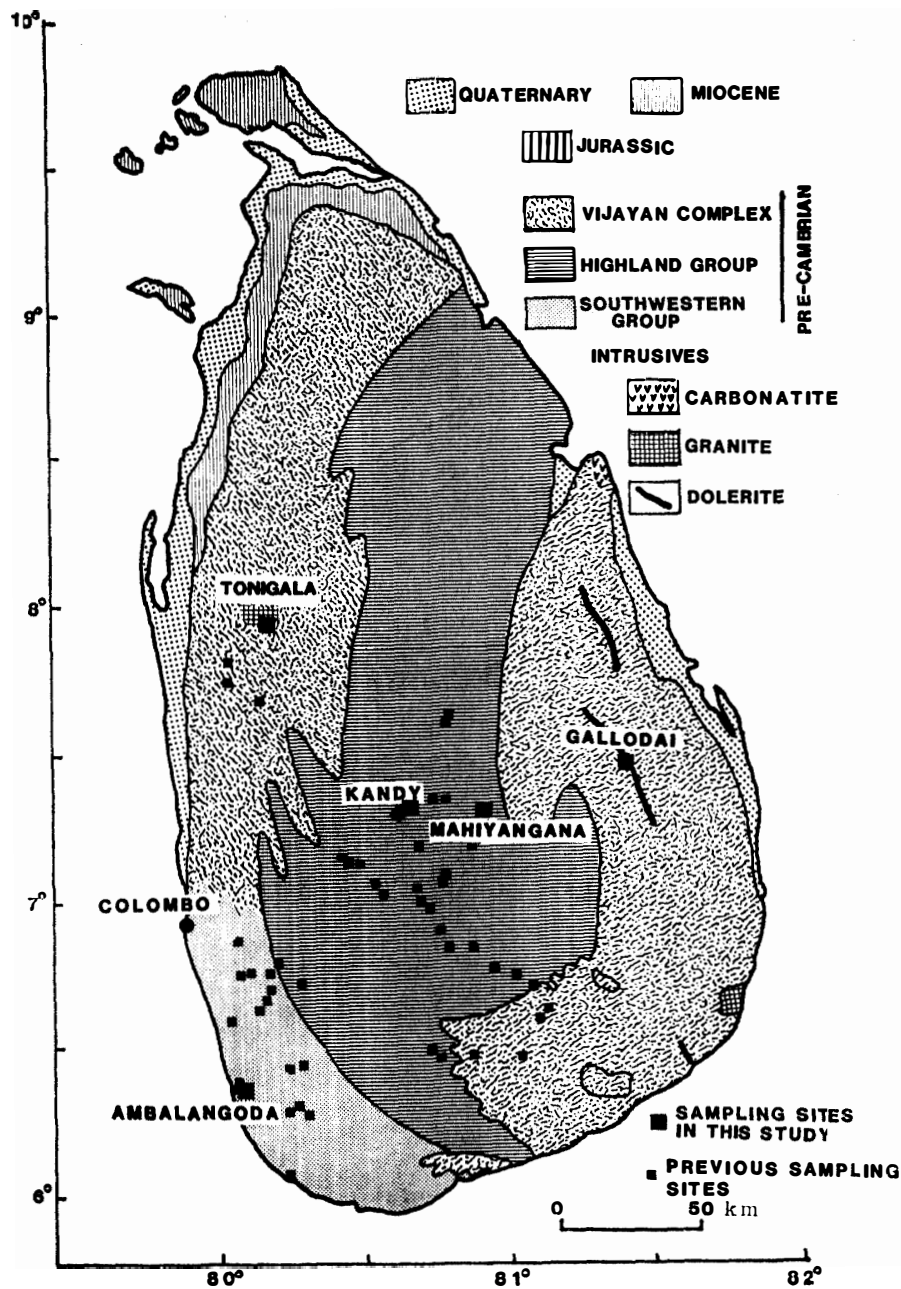 10°
QUATERNARY MIOCENE
JURASSIC
VIJAYAN COMPLEX
HIGHLAND GROUP
SOUTHWESTERN
GROUP
PRE-CAMBRIAN
INTRUSIVES
9°
CARBONATITE
GRANITE
DOLERITE
TONIGALA
8°
GALLODAI
KANDY
MAHIYANGANA
7°
COLOMBO
AMBALANGODA
SAMPLING SITES
IN THIS STUDY
PREVIOUS SAMPLING
SITES
6°
0 50 km
80° 81° 82°